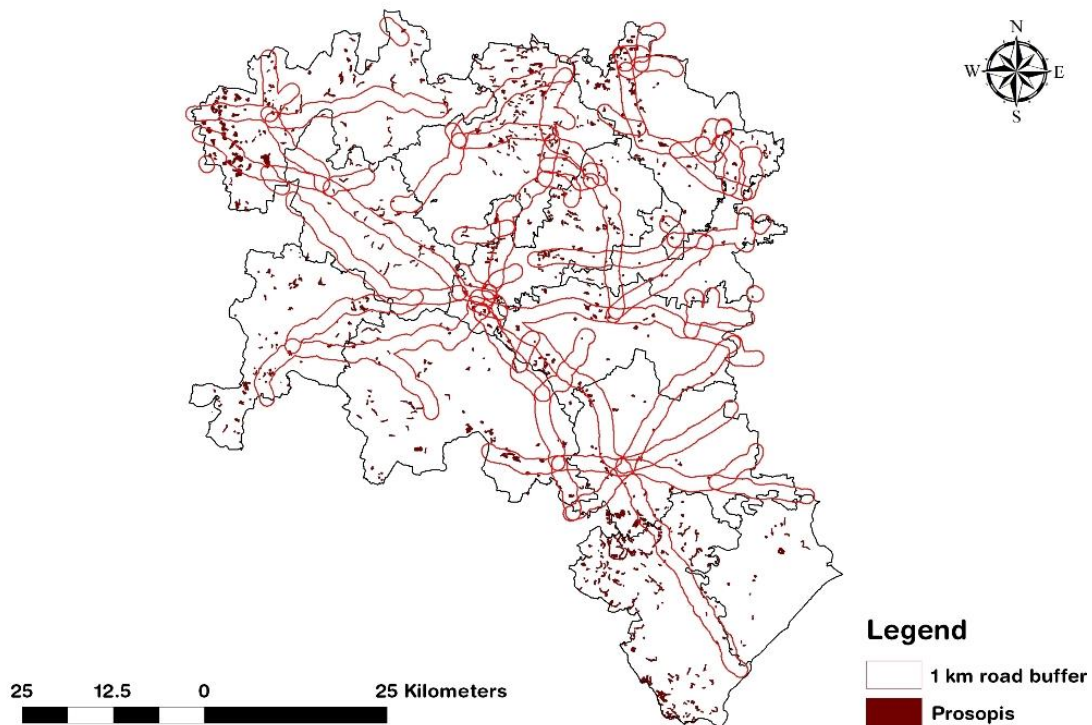 N
W E
S
Legend
1 km road buffer
Prosopis
25 12.5 0 25 Kilometers